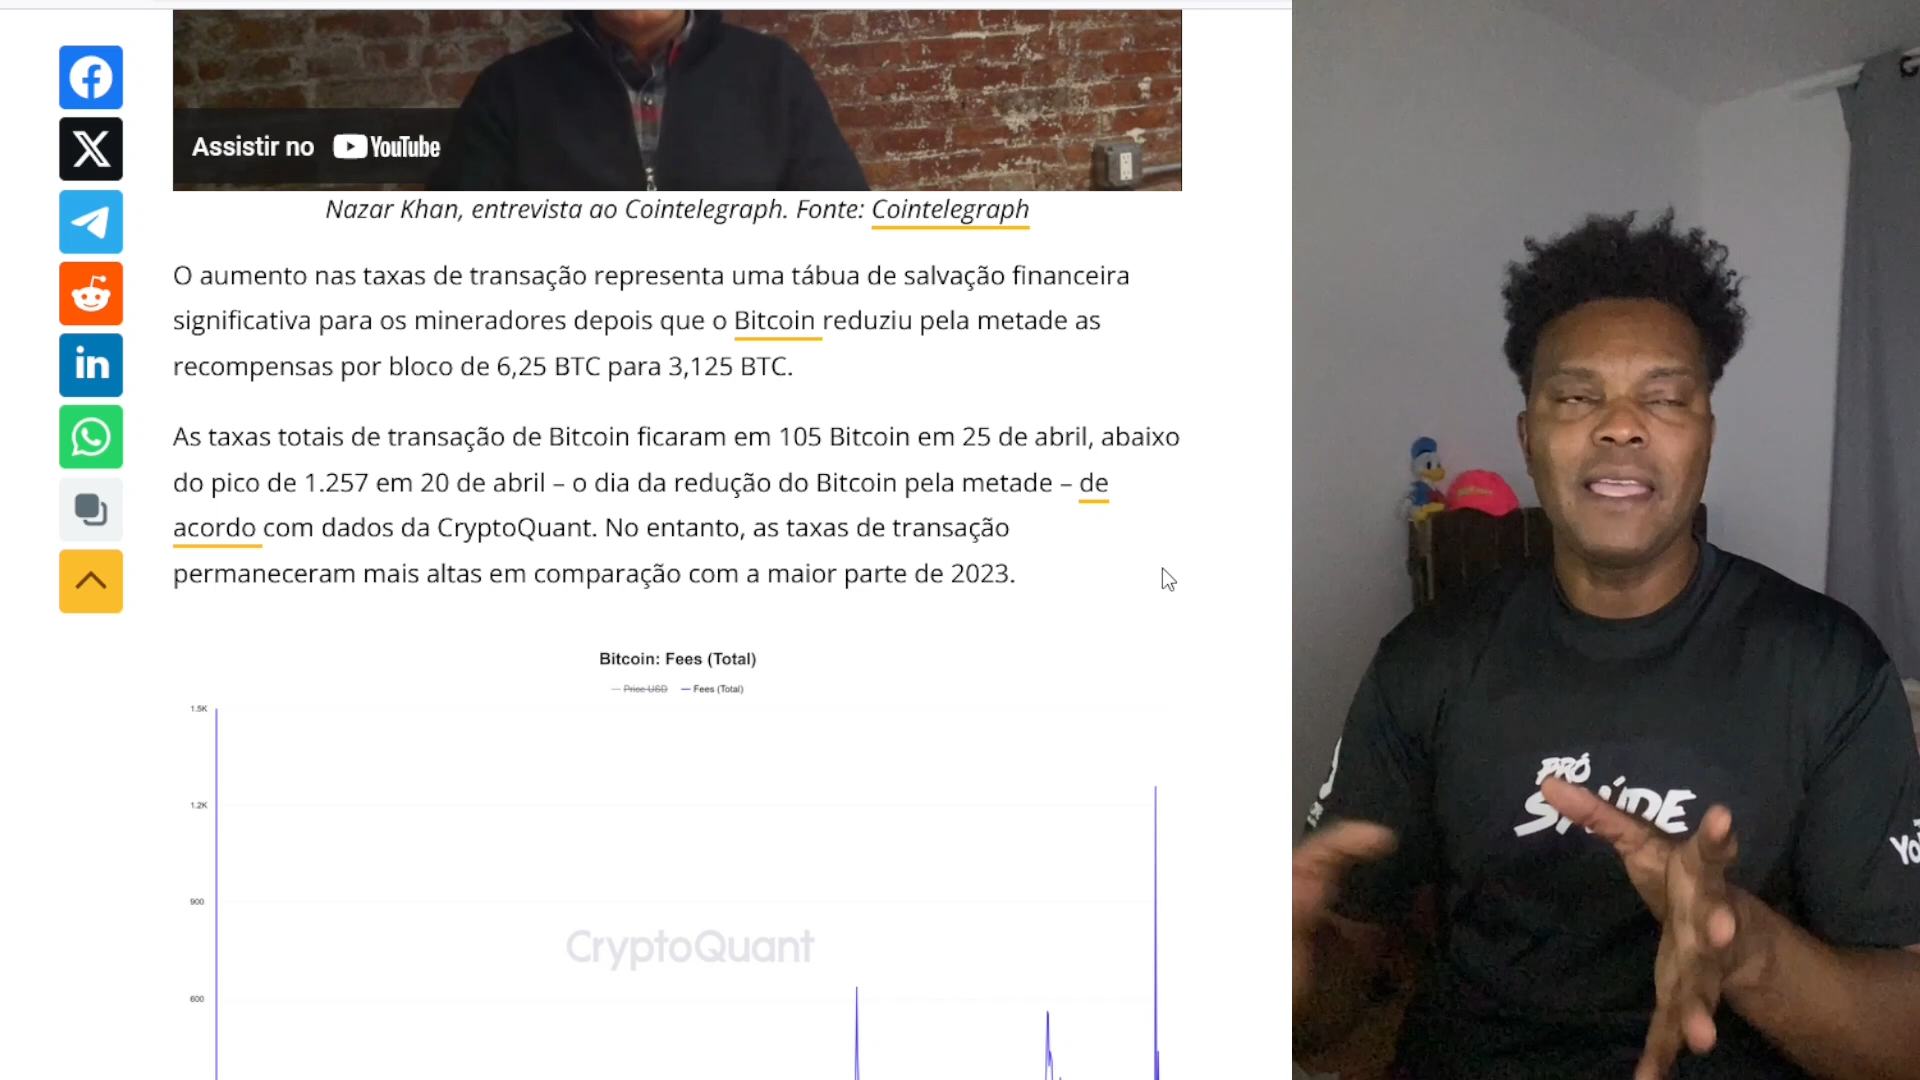 Assistir no YouTube
Nazar Khan, entrevista ao Cointelegraph. Fonte: Cointelegraph
O aumento nas taxas de transação representa uma tábua de salvação financeira
significativa para os mineradores depois que o Bitcoin reduziu pela metade as
recompensas por bloco de 6,25 BTC para 3,125 BTC.
As taxas totais de transação de Bitcoin ficaram em 105 Bitcoin em 25 de abril, abaixo
do pico de 1.257 em 20 de abril – o dia da redução do Bitcoin pela metade – de
acordo com dados da CryptoQuant. No entanto, as taxas de transação
permaneceram mais altas em comparação com a maior parte de 2023.
Bitcoin: Fees (Total)
Price USD Fees (Total)
1.5K
1.2K
900
CryptoQuant
600
PRÓ
SAÚDE